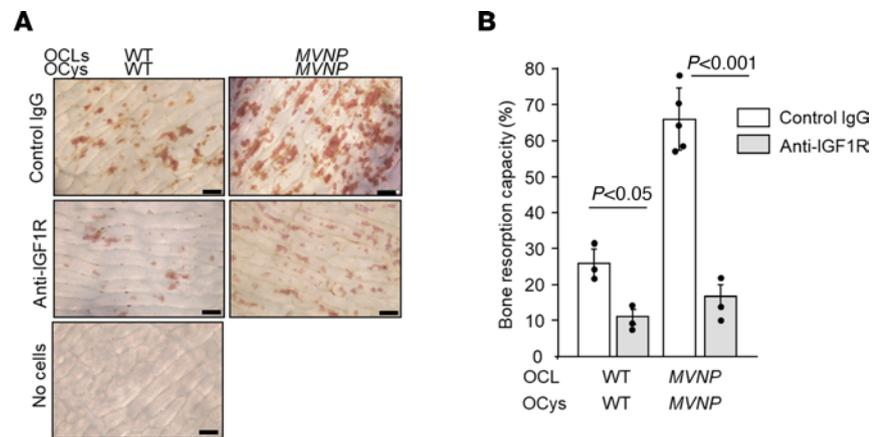 A
OCLs WT MVNP
OCys WT MVNP
Control IgG
Anti-IGF1R
No cells
B
P<0.001
P<0.05
Control IgG
Anti-IGF1R
Bone resorption capacity (%)
80
70
60
50
40
30
20
10
0
OCL WT MVNP
OCys WT MVNP